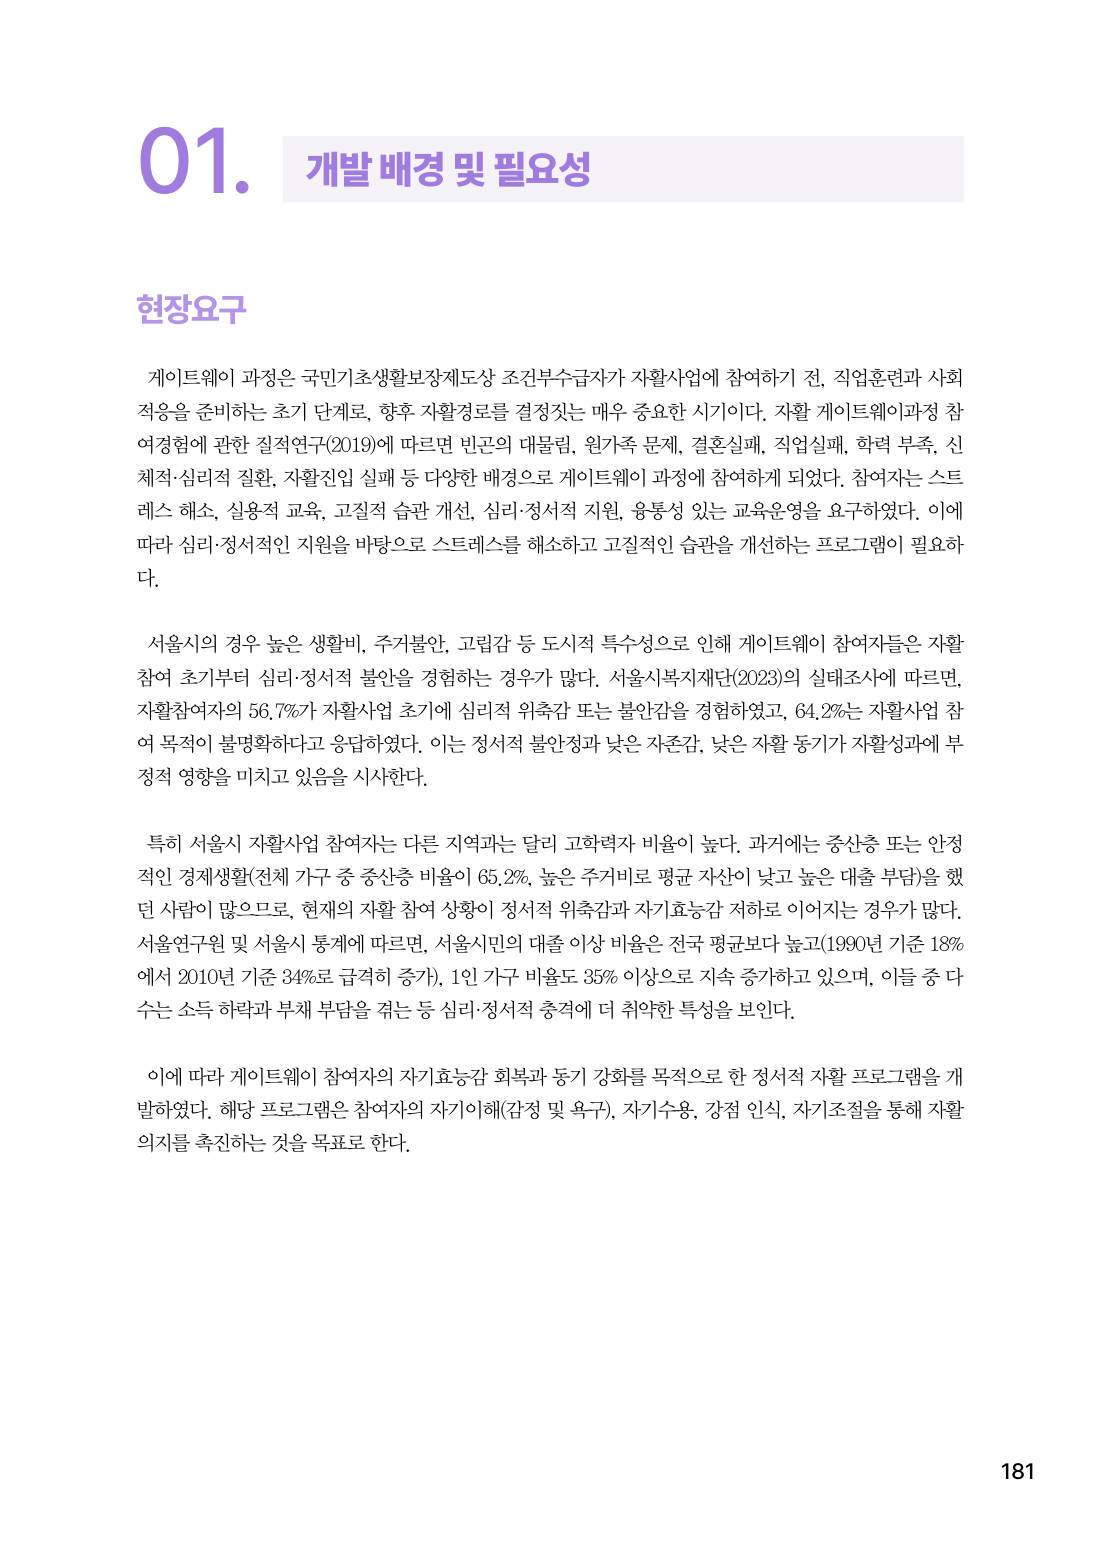 01. 개발 배경 및 필요성
현장요구
게이트웨이 과정은 국민기초생활보장제도상 조건부수급자가 자활사업에 참여하기 전, 직업훈련과 사회
적응을 준비하는 초기 단계로, 향후 자활경로를 결정짓는 매우 중요한 시기이다. 자활 게이트웨이과정 참
여경험에 관한 질적연구(2019)에 따르면 빈곤의 대물림, 원가족 문제, 결혼실패, 직업실패, 학력 부족, 신
체적·심리적 질환, 자활진입 실패 등 다양한 배경으로 게이트웨이 과정에 참여하게 되었다. 참여자는 스트
레스 해소, 실용적 교육, 고질적 습관 개선, 심리·정서적 지원, 융통성 있는 교육운영을 요구하였다. 이에
따라 심리·정서적인 지원을 바탕으로 스트레스를 해소하고 고질적인 습관을 개선하는 프로그램이 필요하
다.
서울시의 경우 높은 생활비, 주거불안, 고립감 등 도시적 특수성으로 인해 게이트웨이 참여자들은 자활
참여 초기부터 심리·정서적 불안을 경험하는 경우가 많다. 서울시복지재단(2023)의 실태조사에 따르면,
자활참여자의 56.7%가 자활사업 초기에 심리적 위축감 또는 불안감을 경험하였고, 64.2%는 자활사업 참
여 목적이 불명확하다고 응답하였다. 이는 정서적 불안정과 낮은 자존감, 낮은 자활 동기가 자활성과에 부
정적 영향을 미치고 있음을 시사한다.
특히 서울시 자활사업 참여자는 다른 지역과는 달리 고학력자 비율이 높다. 과거에는 중산층 또는 안정
적인 경제생활(전체 가구 중 중산층 비율이 65.2%, 높은 주거비로 평균 자산이 낮고 높은 대출 부담)을 했
던 사람이 많으므로, 현재의 자활 참여 상황이 정서적 위축감과 자기효능감 저하로 이어지는 경우가 많다.
서울연구원 및 서울시 통계에 따르면, 서울시민의 대졸 이상 비율은 전국 평균보다 높고(1990년 기준 18%
에서 2010년 기준 34%로 급격히 증가), 1인 가구 비율도 35% 이상으로 지속 증가하고 있으며, 이들 중 다
수는 소득 하락과 부채 부담을 겪는 등 심리·정서적 충격에 더 취약한 특성을 보인다.
이에 따라 게이트웨이 참여자의 자기효능감 회복과 동기 강화를 목적으로 한 정서적 자활 프로그램을 개
발하였다. 해당 프로그램은 참여자의 자기이해(감정 및 욕구), 자기수용, 강점 인식, 자기조절을 통해 자활
의지를 촉진하는 것을 목표로 한다.
181